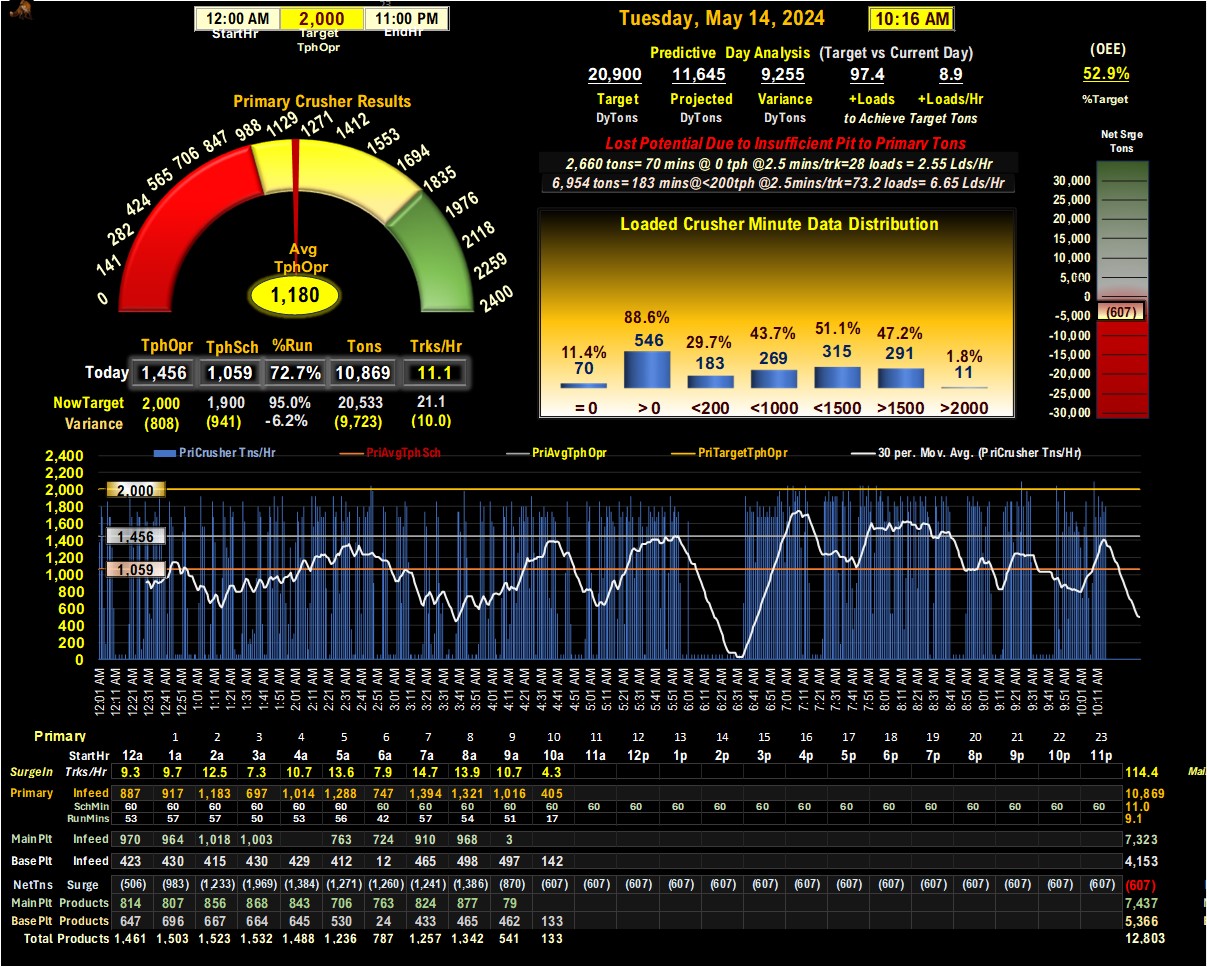 23
12:00 AM 2,000 11:00 PM
StartHr Target TphOpr EndHr
Tuesday, May 14, 2024 10:16 AM
Predictive Day Analysis (Target vs Current Day)
20,900 11,645 9,255 97.4 8.9
Target Projected Variance +Loads +Loads/Hr
DyTons DyTons DyTons to Achieve Target Tons
(OEE)
52.9%
%Target
Lost Potential Due to Insufficient Pit to Primary Tons
2,660 tons= 70 mins @ 0 tph @2.5 mins/trk=28 loads = 2.55 Lds/Hr
6,954 tons= 183 mins@<200tph @2.5mins/trk=73.2 loads= 6.65 Lds/Hr
Primary Crusher Results
0 141 282 424 565 706 847 988 1129 1271 1412 1553 1694 1835 1976 2118 2259 2400
Avg
TphOpr
1,180
Loaded Crusher Minute Data Distribution
11.4% 88.6% 29.7% 43.7% 51.1% 47.2% 1.8%
70 546 183 269 315 291 11
= 0 > 0 <200 <1000 <1500 >1500 >2000
Net Srge
Tons
30,000
25,000
20,000
15,000
10,000
5,000
0
(607)
-5,000
-10,000
-15,000
-20,000
-25,000
-30,000
TphOpr TphSch %Run Tons Trks/Hr
Today 1,456 1,059 72.7% 10,869 11.1
NowTarget 2,000 1,900 95.0% 20,533 21.1
Variance (808) (941) -6.2% (9,723) (10.0)
PriCrusher Tns/Hr PriAvgTphSch PriAvgTphOpr PriTargetTphOpr 30 per. Mov. Avg. (PriCrusher Tns/Hr)
2,400
2,200
2,000
1,800
1,600
1,400
1,200
1,000
800
600
400
200
0
2,000
1,456
1,059
12:01 AM 12:11 AM 12:21 AM 12:31 AM 12:41 AM 12:51 AM 1:01 AM 1:11 AM 1:21 AM 1:31 AM 1:41 AM 1:51 AM 2:01 AM 2:11 AM 2:21 AM 2:31 AM 2:41 AM 2:51 AM 3:01 AM 3:11 AM 3:21 AM 3:31 AM 3:41 AM 3:51 AM 4:01 AM 4:11 AM 4:21 AM 4:31 AM 4:41 AM 4:51 AM 5:01 AM 5:11 AM 5:21 AM 5:31 AM 5:41 AM 5:51 AM 6:01 AM 6:11 AM 6:21 AM 6:31 AM 6:41 AM 6:51 AM 7:01 AM 7:11 AM 7:21 AM 7:31 AM 7:41 AM 7:51 AM 8:01 AM 8:11 AM 8:21 AM 8:31 AM 8:41 AM 8:51 AM 9:01 AM 9:11 AM 9:21 AM 9:31 AM 9:41 AM 9:51 AM 10:01 AM 10:11 AM
Primary 1 2 3 4 5 6 7 8 9 10 11 12 13 14 15 16 17 18 19 20 21 22 23
StartHr 12a 1a 2a 3a 4a 5a 6a 7a 8a 9a 10a 11a 12p 1p 2p 3p 4p 5p 6p 7p 8p 9p 10p 11p
SurgeIn Trks/Hr 9.3 9.7 12.5 7.3 10.7 13.6 7.9 14.7 13.9 10.7 4.3 114.4
Primary Infeed 887 917 1,183 697 1,014 1,288 747 1,394 1,321 1,016 405 10,869
SchMin 60 60 60 60 60 60 60 60 60 60 60 60 60 60 60 60 60 60 60 60 60 60 60 60 11.0
RunMins 53 57 57 50 53 56 42 57 54 51 17 9.1
MainPlt Infeed 970 964 1,018 1,003 763 724 910 968 3 7,323
BasePlt Infeed 423 430 415 430 429 412 12 465 498 497 142 4,153
NetTns Surge (506) (983) (1,233) (1,969) (1,384) (1,271) (1,260) (1,241) (1,386) (870) (607) (607) (607) (607) (607) (607) (607) (607) (607) (607) (607) (607) (607) (607) (607)
MainPlt Products 814 807 856 868 843 706 763 824 877 79 7,437
BasePlt Products 647 696 667 664 645 530 24 433 465 462 133 5,366
Total Products 1,461 1,503 1,523 1,532 1,488 1,236 787 1,257 1,342 541 133 12,803